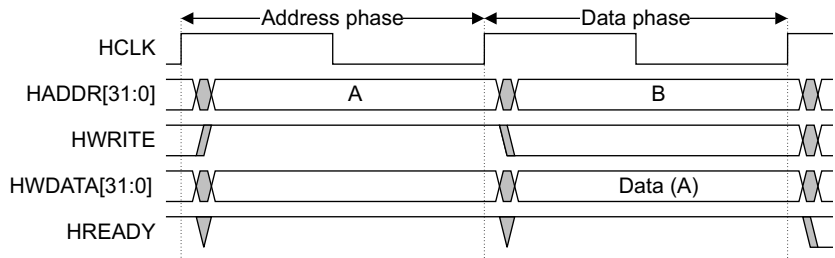 Address phase Data phase
HCLK
HADDR[31:0] A B
HWRITE
HWDATA[31:0] Data (A)
HREADY